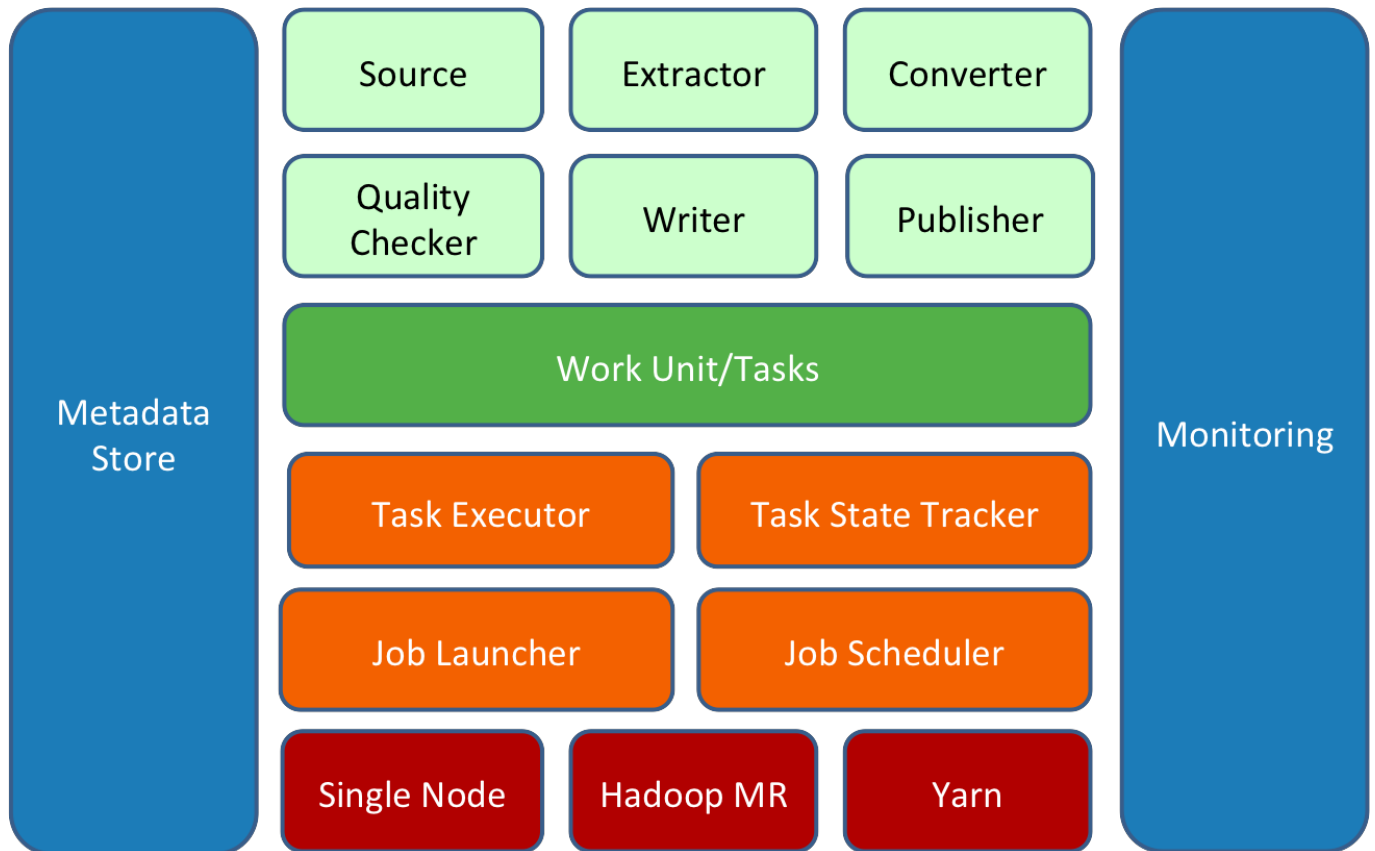 Source
Extractor
Converter
Quality
Checker
Writer
Publisher
Work Unit/Tasks
Metadata
Store
Monitoring
Task Executor
Task State Tracker
Job Launcher
Job Scheduler
Single Node
Hadoop MR
Yarn